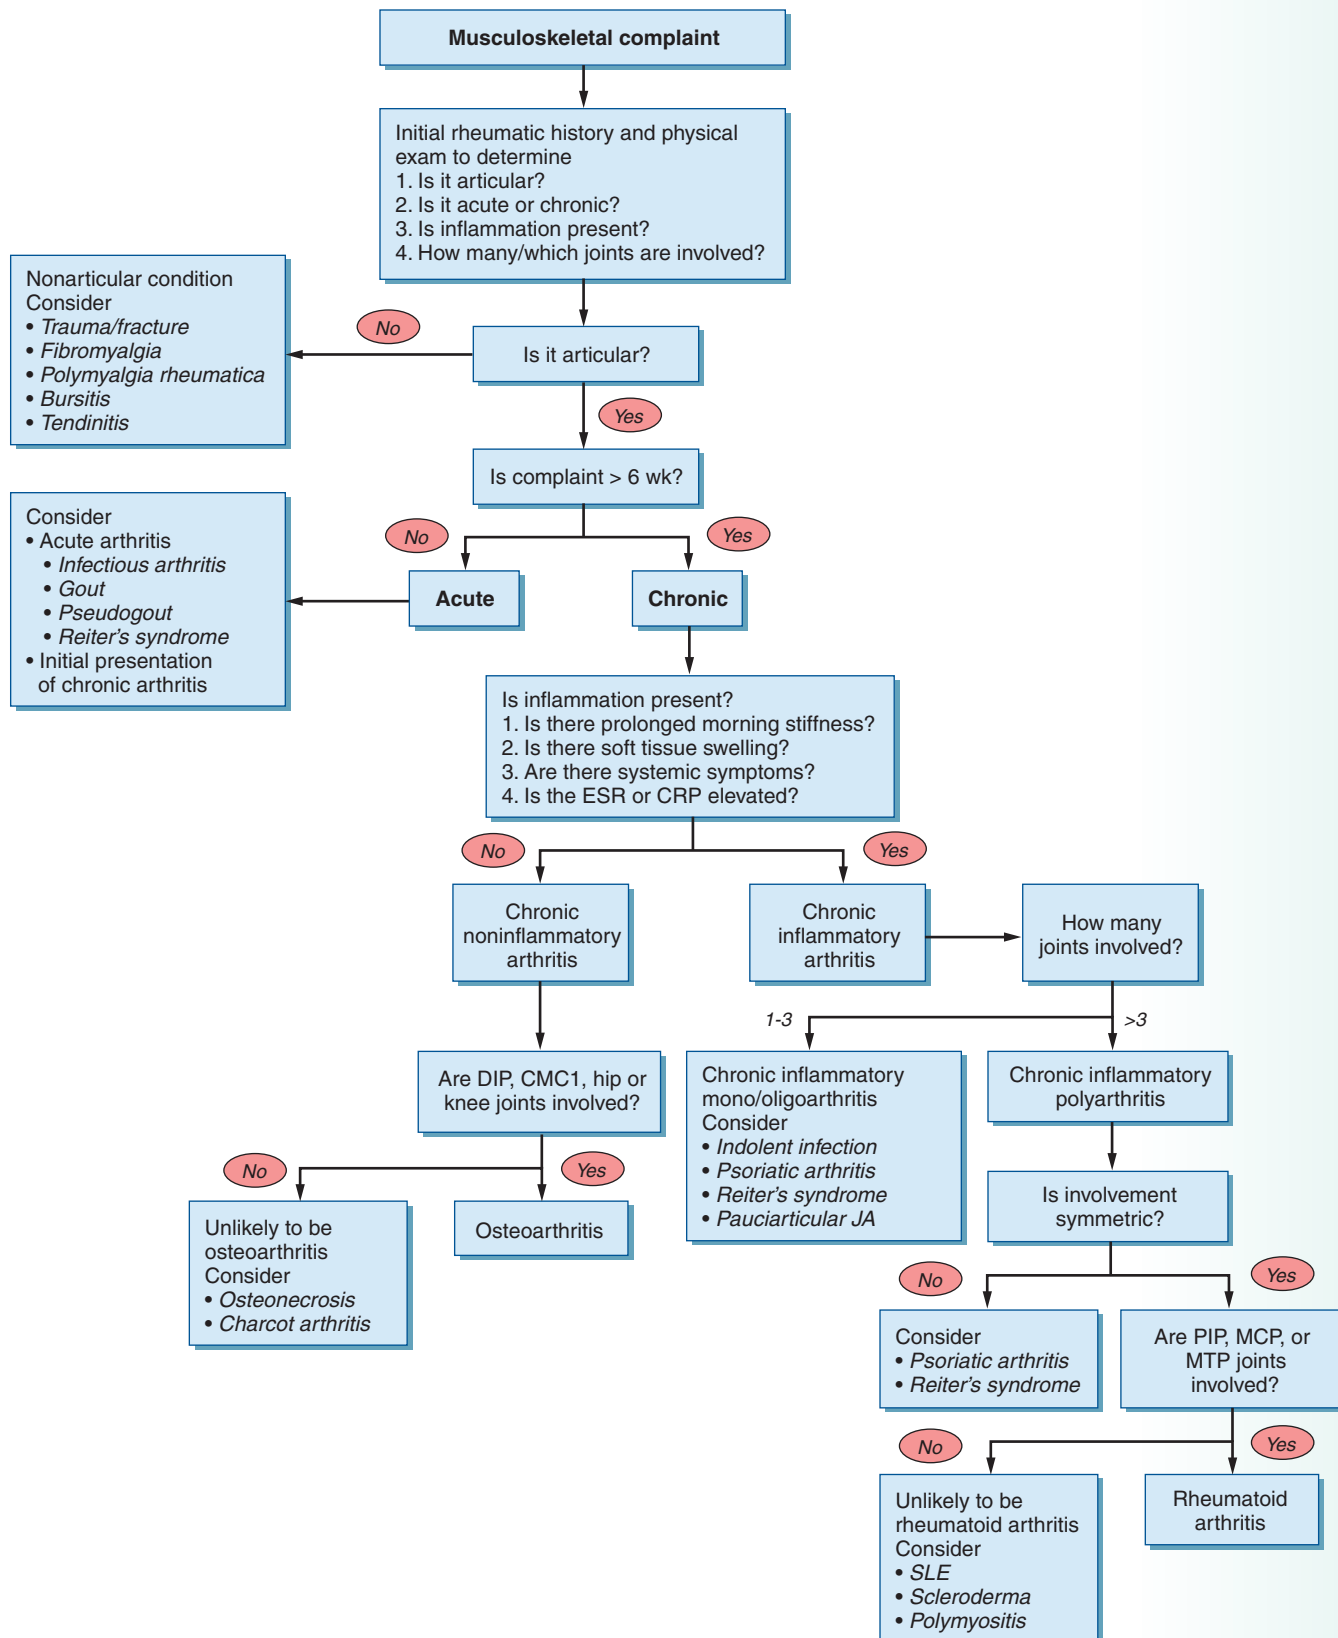 Musculoskeletal complaint
Initial rheumatic history and physical
exam to determine
1. Is it articular?
2. Is it acute or chronic?
3. Is inflammation present?
4. How many/which joints are involved?
Nonarticular condition
Consider
• Trauma/fracture
• Fibromyalgia
• Polymyalgia rheumatica
• Bursitis
• Tendinitis
No
Is it articular?
Yes
Is complaint > 6 wk?
Consider
• Acute arthritis
• Infectious arthritis
• Gout
• Pseudogout
• Reiter's syndrome
• Initial presentation
of chronic arthritis
No
Yes
Acute
Chronic
Is inflammation present?
1. Is there prolonged morning stiffness?
2. Is there soft tissue swelling?
3. Are there systemic symptoms?
4. Is the ESR or CRP elevated?
No
Yes
Chronic
noninflammatory
arthritis
Chronic
inflammatory
arthritis
How many
joints involved?
1-3
>3
Are DIP, CMC1, hip or
knee joints involved?
Chronic inflammatory
mono/oligoarthritis
Consider
• Indolent infection
• Psoriatic arthritis
• Reiter's syndrome
• Pauciarticular JA
Chronic inflammatory
polyarthritis
No
Yes
Unlikely to be
osteoarthritis
Consider
• Osteonecrosis
• Charcot arthritis
Osteoarthritis
Is involvement
symmetric?
No
Yes
Consider
• Psoriatic arthritis
• Reiter's syndrome
Are PIP, MCP, or
MTP joints
involved?
No
Yes
Unlikely to be
rheumatoid arthritis
Consider
• SLE
• Scleroderma
• Polymyositis
Rheumatoid
arthritis